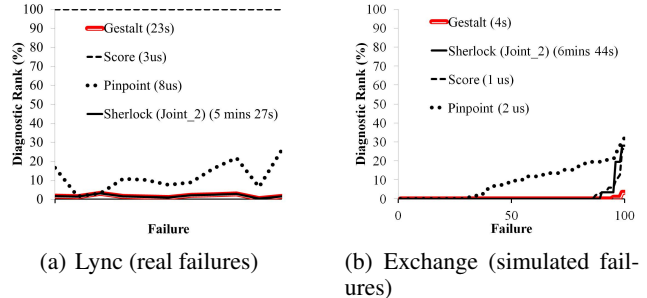 100
90
80
70
60
50
40
30
20
10
0
Diagnostic Rank (%)
Gestalt (23s)
Score (3us)
Pinpoint (8us)
Sherlock (Joint_2) (5 mins 27s)
Failure
(a) Lync (real failures)
100
90
80
70
60
50
40
30
20
10
0
Diagnostic Rank (%)
Gestalt (4s)
Sherlock (Joint_2) (6mins 44s)
Score (1 us)
Pinpoint (2 us)
0 50 100
Failure
(b) Exchange (simulated fail-
ures)